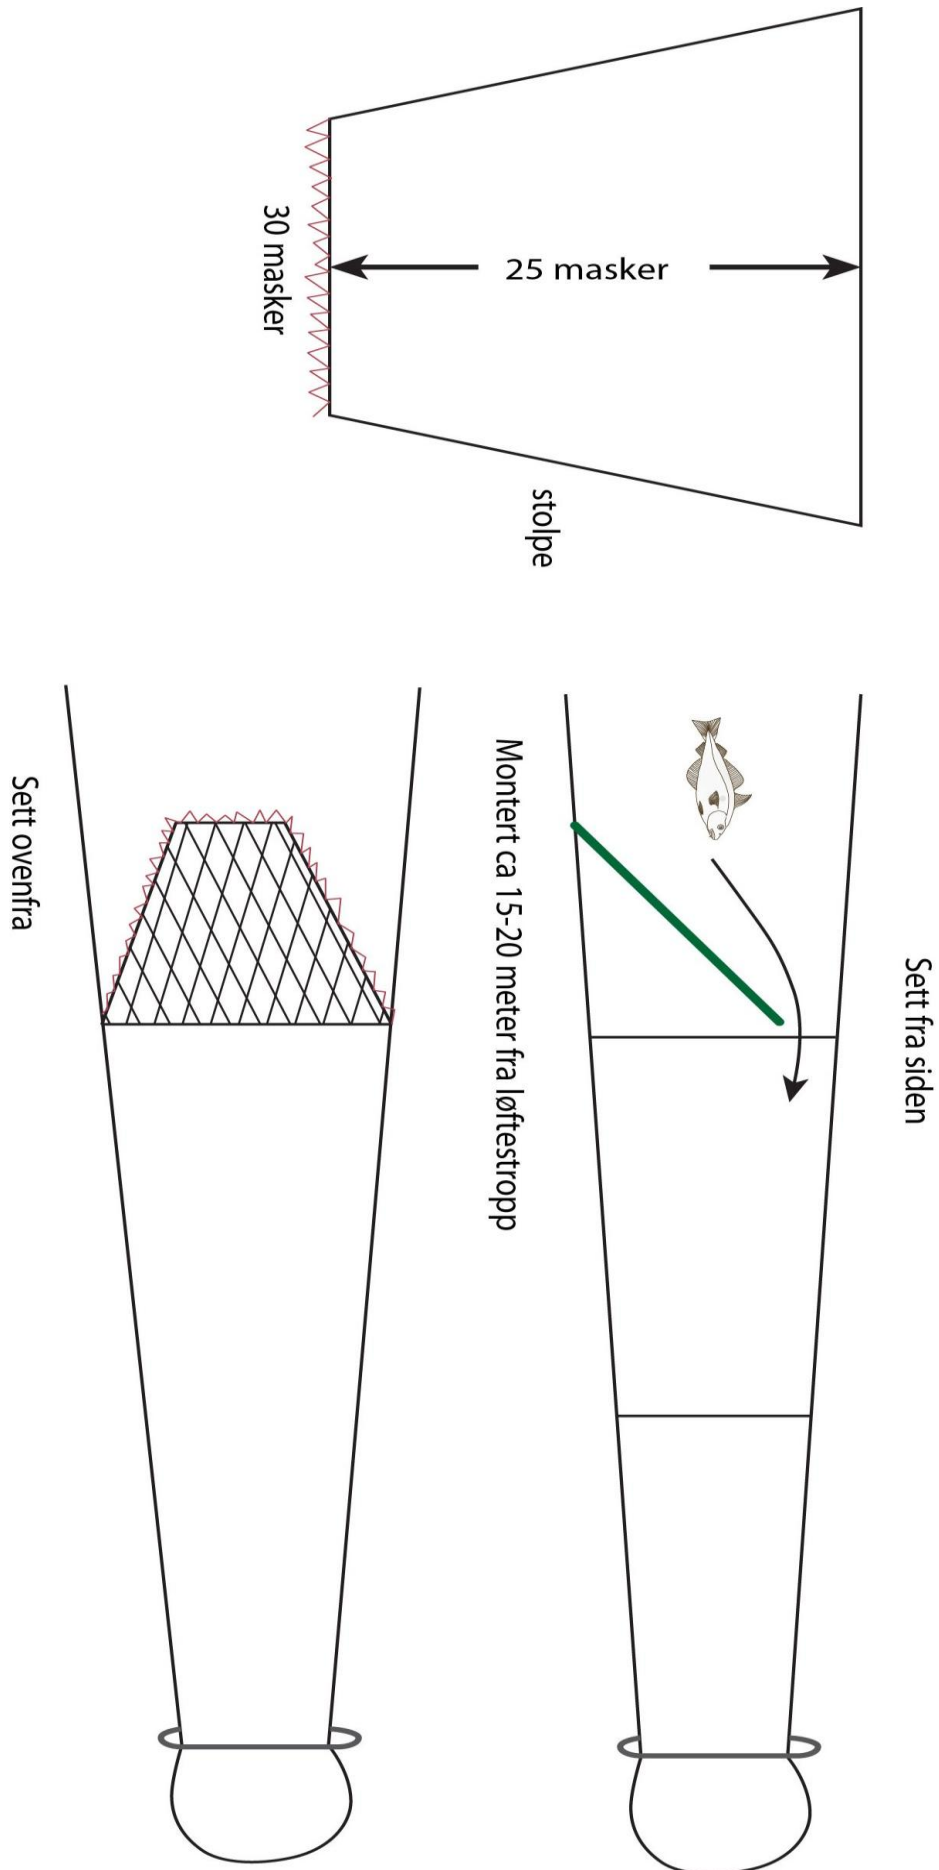 25 masker
30 masker
stolpe
Sett fra siden
Montert ca 15-20 meter fra løftestropp
Sett ovenfra